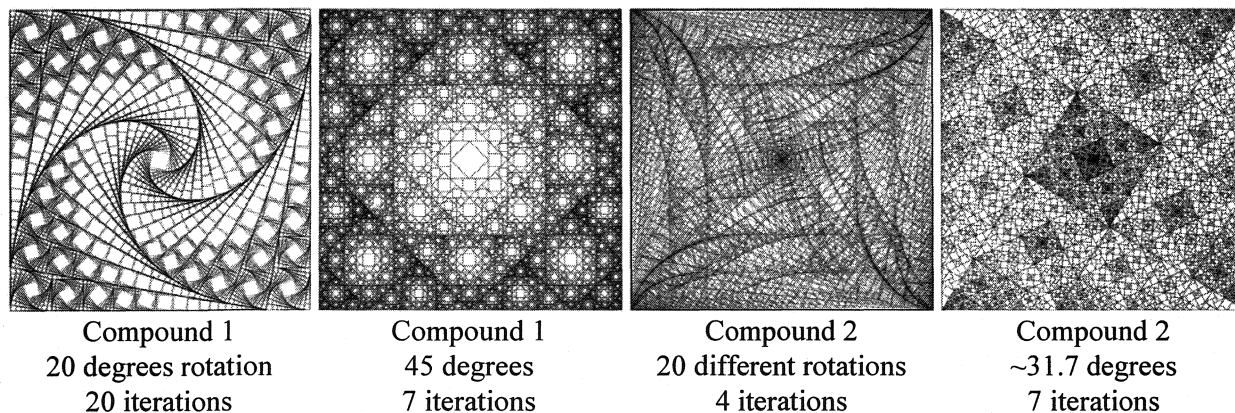 Compound 1
20 degrees rotation
20 iterations
Compound 1
45 degrees
7 iterations
Compound 2
20 different rotations
4 iterations
Compound 2
~31.7 degrees
7 iterations